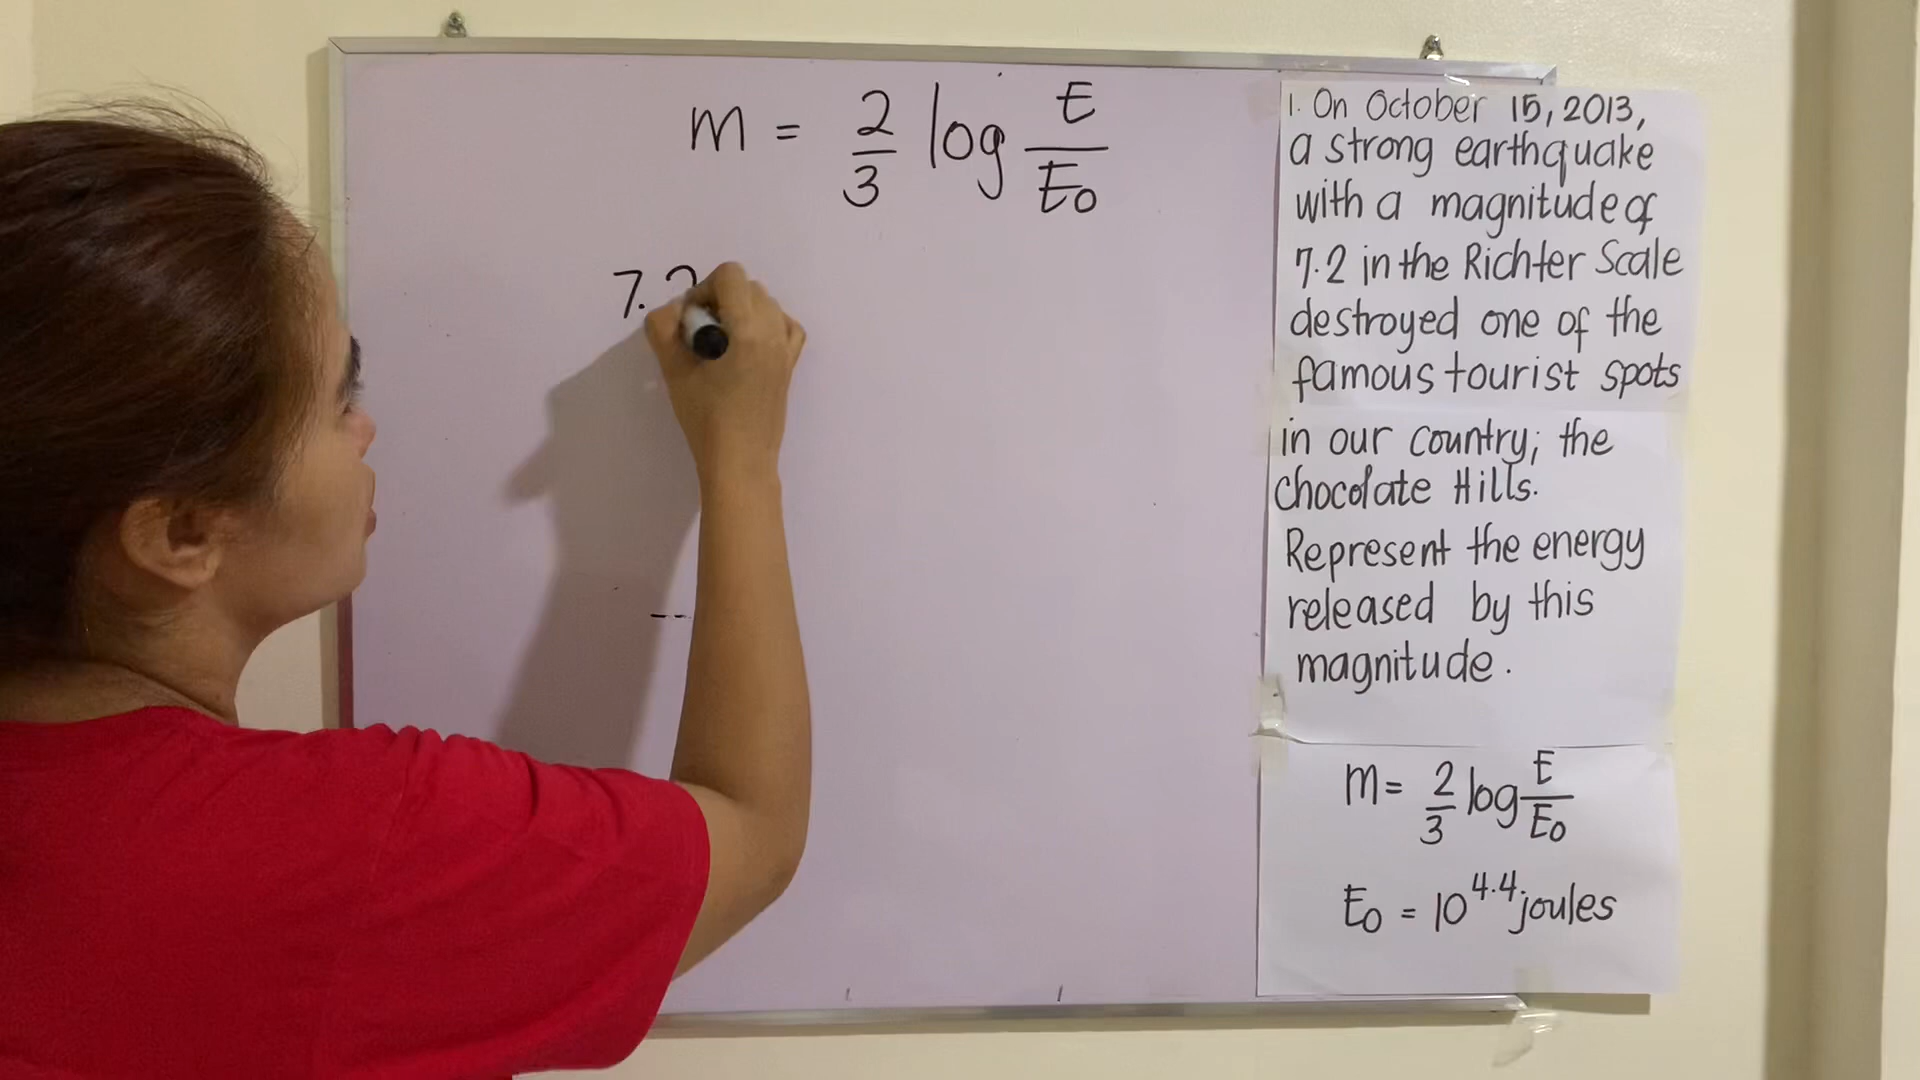 m = 2/3 log E/E₀
7.2
1. On October 15, 2013,
a strong earthquake
with a magnitude of
7.2 in the Richter Scale
destroyed one of the
famous tourist spots
in our country; the
Chocolate Hills.
Represent the energy
released by this
magnitude.
m = 2/3 log E/E₀
E₀ = 10^4.4 joules